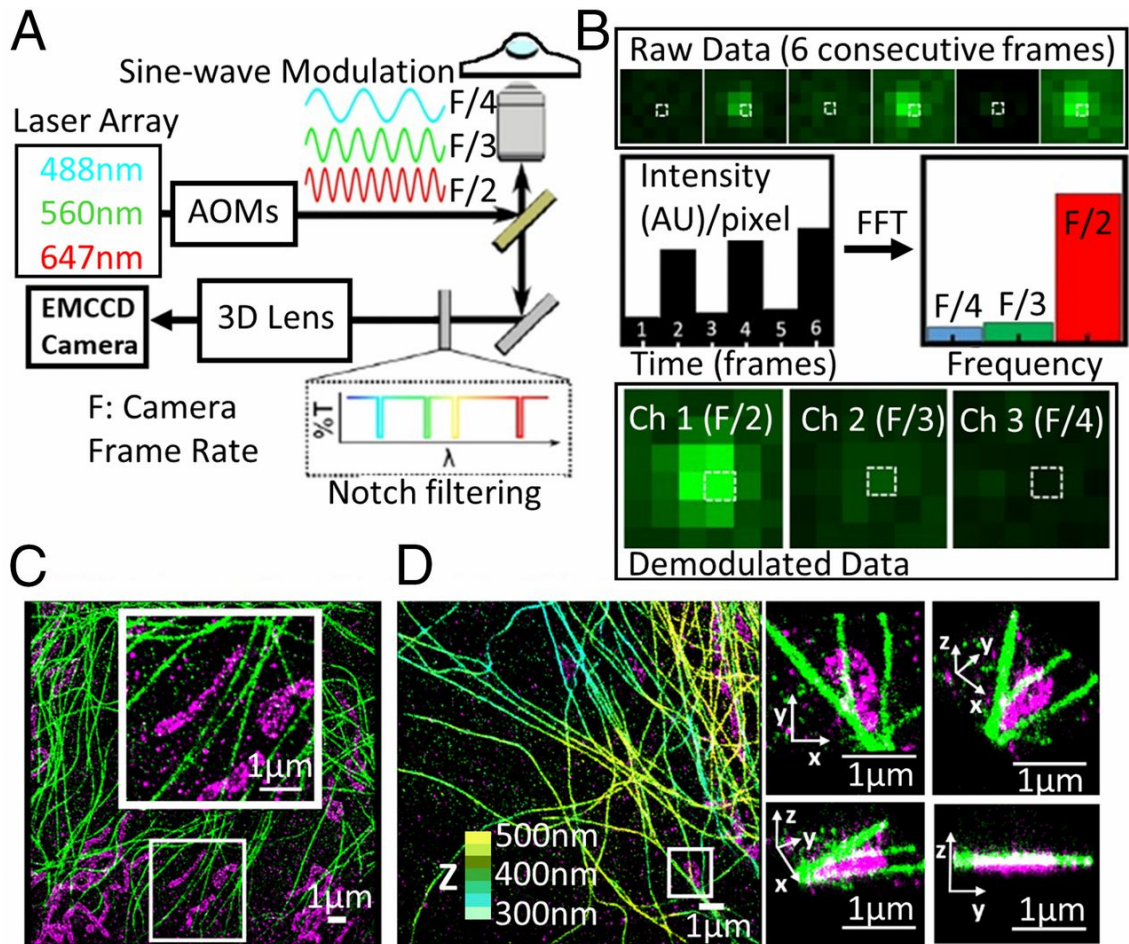 A
Sine-wave Modulation
F/4
F/3
F/2
Laser Array
488nm
560nm
647nm
AOMs
EMCCD
Camera
3D Lens
F: Camera
Frame Rate
%T
λ
Notch filtering
B
Raw Data (6 consecutive frames)
Intensity
(AU)/pixel
1 2 3 4 5 6
Time (frames)
FFT
F/4 F/3 F/2
Frequency
Ch 1 (F/2) Ch 2 (F/3) Ch 3 (F/4)
Demodulated Data
C
1μm
1μm
D
Z
500nm
400nm
300nm
1μm
y
x
1μm
z
y
x
1μm
z
y
x
1μm
z
y
1μm